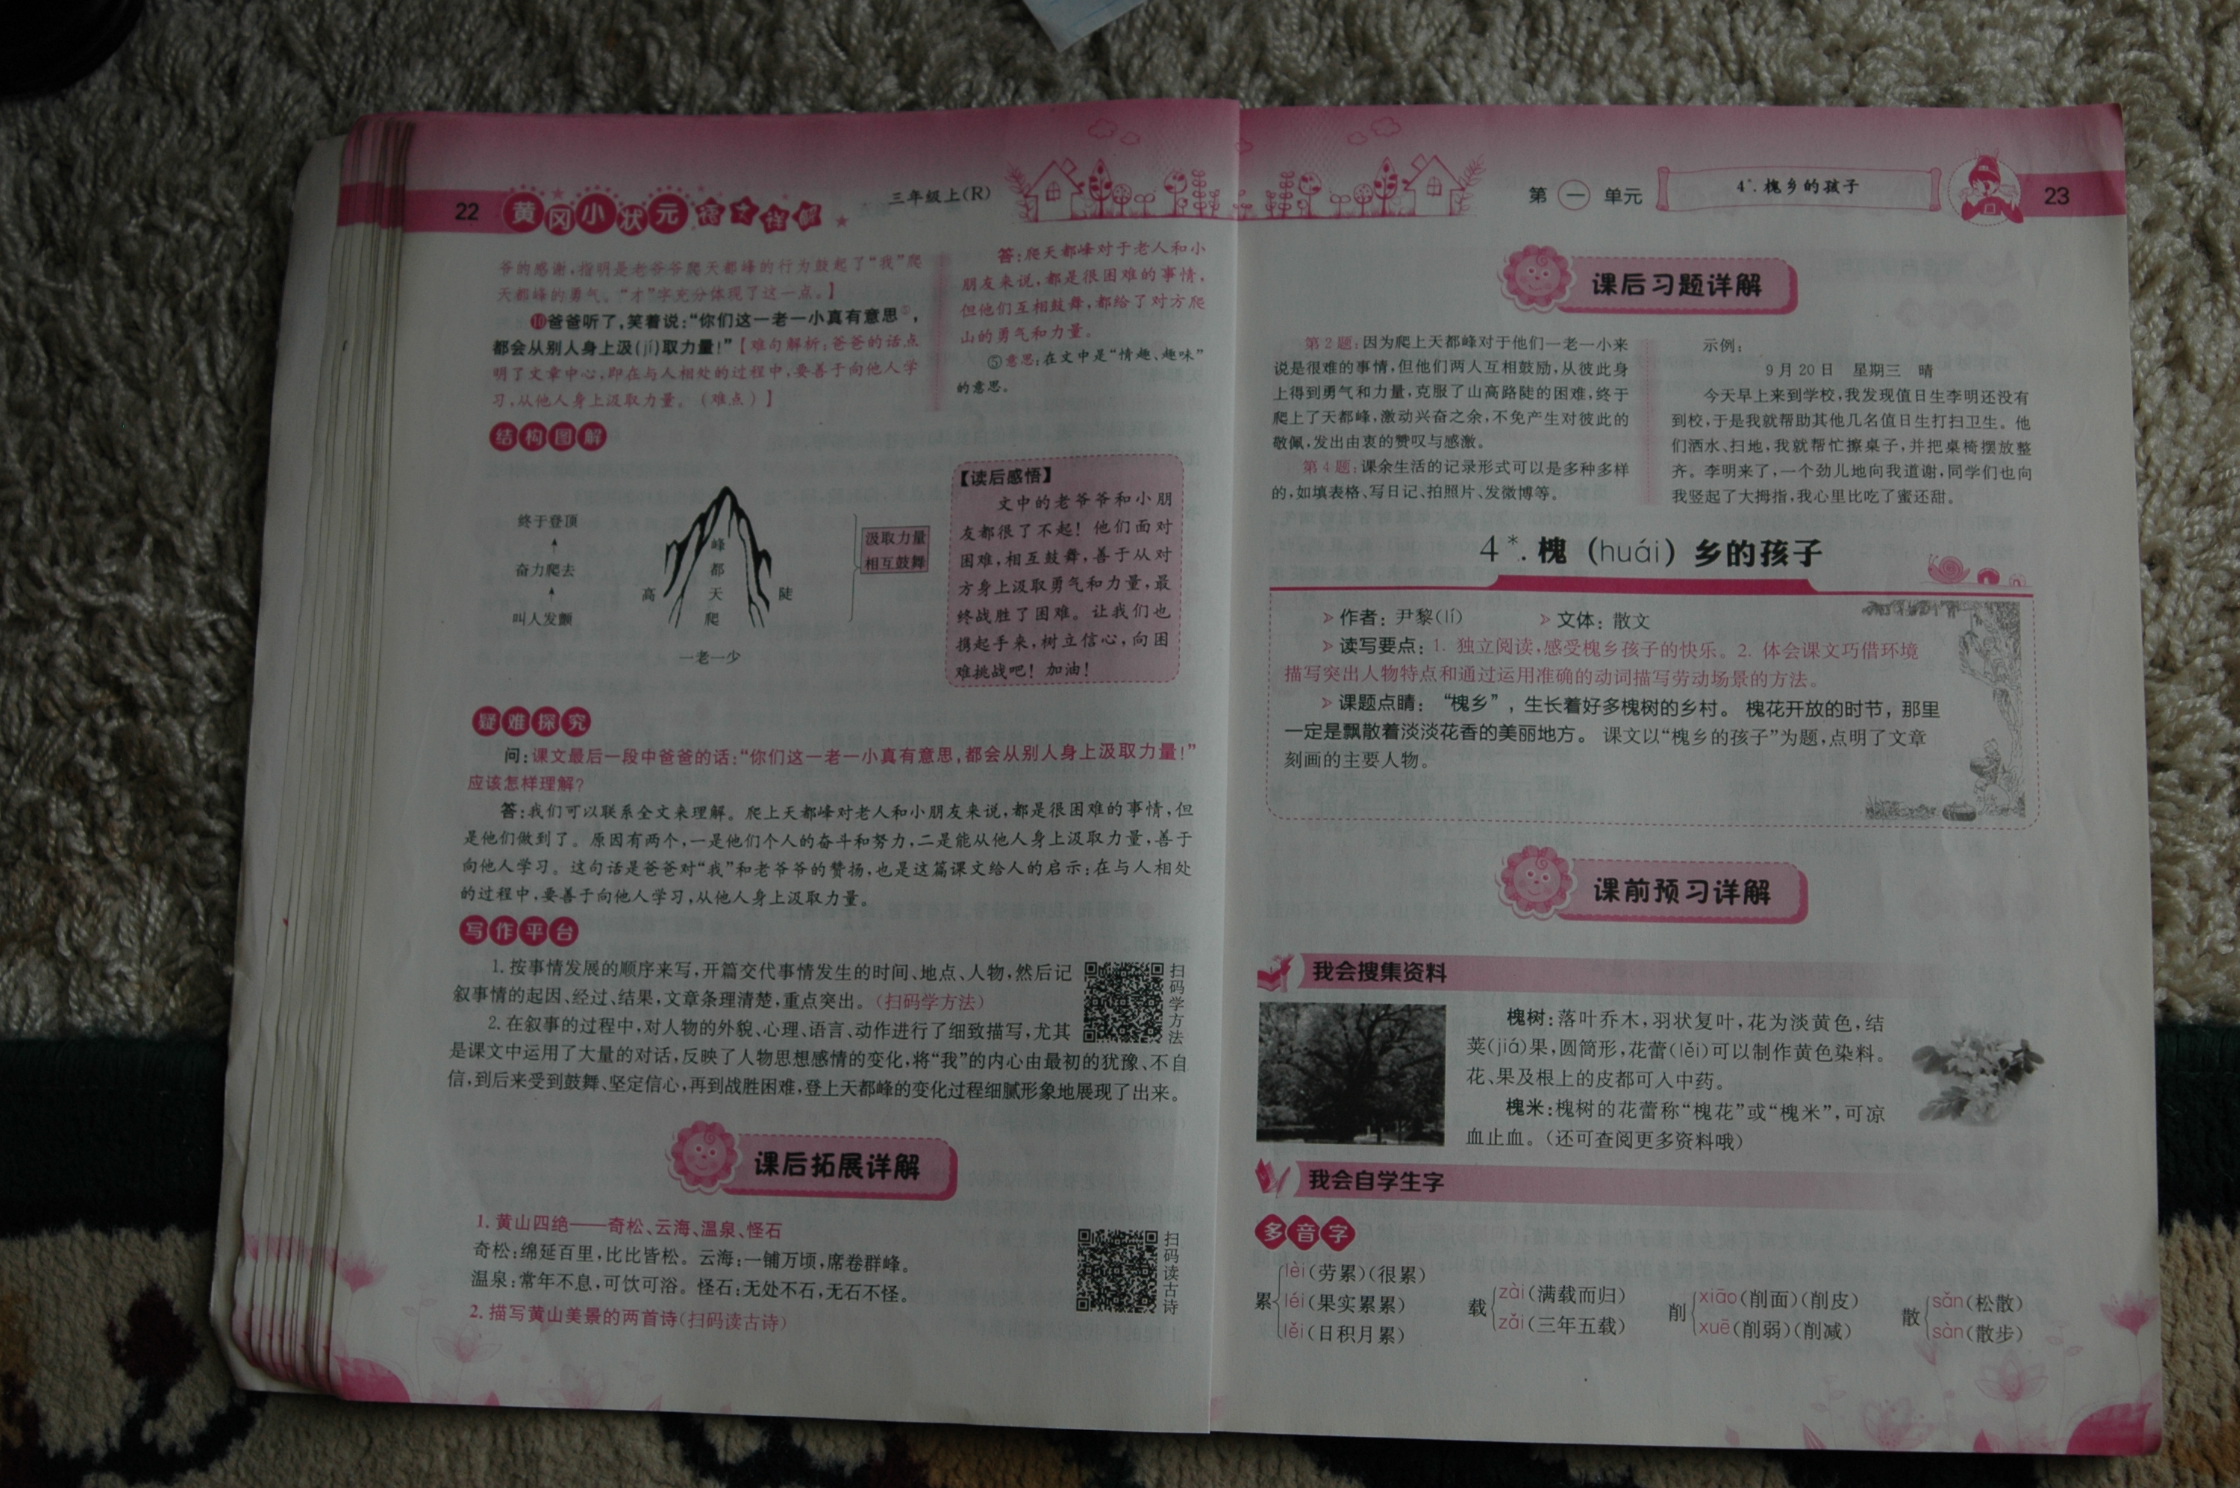 22 黄冈小状元 三年级上(R)
爷的感谢,指明是老爷爷爬天都峰的行为鼓起了“我”爬
天都峰的勇气。“才”字充分体现了这一点。】
⑪爸爸听了,笑着说:“你们这一老一小真有意思⑤,
都会从别人身上汲(jí)取力量!”【难句解析:爸爸的话点
明了文章中心,即在与人相处的过程中,要善于向他人学
习,从他人身上汲取力量。(难点)】
答:爬天都峰对于老人和小
朋友来说,都是很困难的事情,
但他们互相鼓舞,都给了对方爬
山的勇气和力量。
⑤意思:在文中是“情趣、趣味”
的意思。
结构图解
终于登顶
↑
奋力爬去
↑
叫人发颤
高
峰
都
天
爬
陡
一老一少
汲取力量
相互鼓舞
【读后感悟】
文中的老爷爷和小朋
友都很了不起!他们面对
困难,相互鼓舞,善于从对
方身上汲取勇气和力量,最
终战胜了困难。让我们也
携起手来,树立信心,向困
难挑战吧!加油!
疑难探究
问:课文最后一段中爸爸的话:“你们这一老一小真有意思,都会从别人身上汲取力量!”
应该怎样理解?
答:我们可以联系全文来理解。爬上天都峰对老人和小朋友来说,都是很困难的事情,但
是他们做到了。原因有两个,一是他们个人的奋斗和努力,二是能从他人身上汲取力量,善于
向他人学习。这句话是爸爸对“我”和老爷爷的赞扬,也是这篇课文给人的启示:在与人相处
的过程中,要善于向他人学习,从他人身上汲取力量。
写作平台
1. 按事情发展的顺序来写,开篇交代事情发生的时间、地点、人物,然后记
叙事情的起因、经过、结果,文章条理清楚,重点突出。(扫码学方法)
扫码学方法
2. 在叙事的过程中,对人物的外貌、心理、语言、动作进行了细致描写,尤其
是课文中运用了大量的对话,反映了人物思想感情的变化,将“我”的内心由最初的犹豫、不自
信,到后来受到鼓舞、坚定信心,再到战胜困难,登上天都峰的变化过程细腻形象地展现了出来。
课后拓展详解
1. 黄山四绝——奇松、云海、温泉、怪石
奇松:绵延百里,比比皆松。云海:一铺万顷,席卷群峰。
温泉:常年不息,可饮可浴。怪石:无处不石,无石不怪。
2. 描写黄山美景的两首诗(扫码读古诗)
扫码读古诗
第一单元 4*. 槐乡的孩子 23
课后习题详解
第2题:因为爬上天都峰对于他们一老一小来
说是很难的事情,但他们两人互相鼓励,从彼此身
上得到勇气和力量,克服了山高路陡的困难,终于
爬上了天都峰,激动兴奋之余,不免产生对彼此的
敬佩,发出由衷的赞叹与感激。
第4题:课余生活的记录形式可以是多种多样
的,如填表格、写日记、拍照片、发微博等。
示例:
9月20日 星期三 晴
今天早上来到学校,我发现值日生李明还没有
到校,于是我就帮助其他几名值日生打扫卫生。他
们洒水、扫地,我就帮忙擦桌子,并把桌椅摆放整
齐。李明来了,一个劲儿地向我道谢,同学们也向
我竖起了大拇指,我心里比吃了蜜还甜。
4*. 槐(huái)乡的孩子
作者:尹黎(lí) 文体:散文
读写要点:1. 独立阅读,感受槐乡孩子的快乐。2. 体会课文巧借环境
描写突出人物特点和通过运用准确的动词描写劳动场景的方法。
课题点睛:“槐乡”,生长着好多槐树的乡村。槐花开放的时节,那里
一定是飘散着淡淡花香的美丽地方。课文以“槐乡的孩子”为题,点明了文章
刻画的主要人物。
课前预习详解
我会搜集资料
槐树:落叶乔木,羽状复叶,花为淡黄色,结
荚(jiá)果,圆筒形,花蕾(lěi)可以制作黄色染料。
花、果及根上的皮都可入中药。
槐米:槐树的花蕾称“槐花”或“槐米”,可凉
血止血。(还可查阅更多资料哦)
我会自学生字
多音字
累 lèi(劳累)(很累) léi(果实累累) lěi(日积月累)
载 zài(满载而归) zǎi(三年五载)
削 xiāo(削面)(削皮) xuē(削弱)(削减)
散 sǎn(松散) sàn(散步)